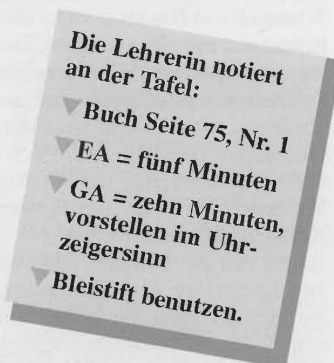 Die Lehrerin notiert
an der Tafel:
Buch Seite 75, Nr. 1
EA = fünf Minuten
GA = zehn Minuten,
vorstellen im Uhr-
zeigersinn
Bleistift benutzen.